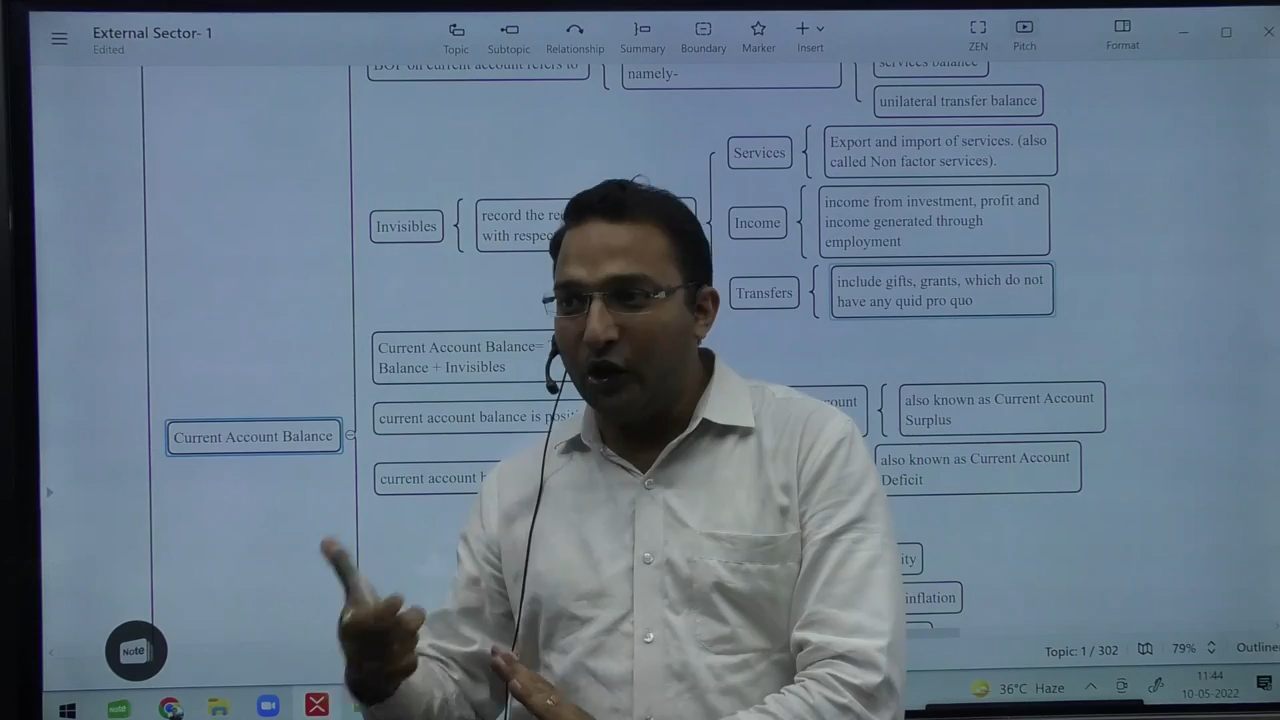 External Sector- 1
Edited
Topic
Subtopic
Relationship
Summary
Boundary
Marker
Insert
ZEN
Pitch
Format
BOP on current account refers to
namely-
services balance
unilateral transfer balance
Services
Export and import of services. (also
called Non factor services).
Invisibles
record the
with
Income
income from investment, profit and
income generated through
employment
Transfers
include gifts, grants, which do not
have any quid pro quo
Current Account Balance=
Balance + Invisibles
current account balance is
also known as Current Account
Surplus
Current Account Balance
current account
also known as Current Account
Deficit
inflation
Note
Topic: 1 / 302
79%
Outline
Note
36°C Haze
11:44
10-05-2022